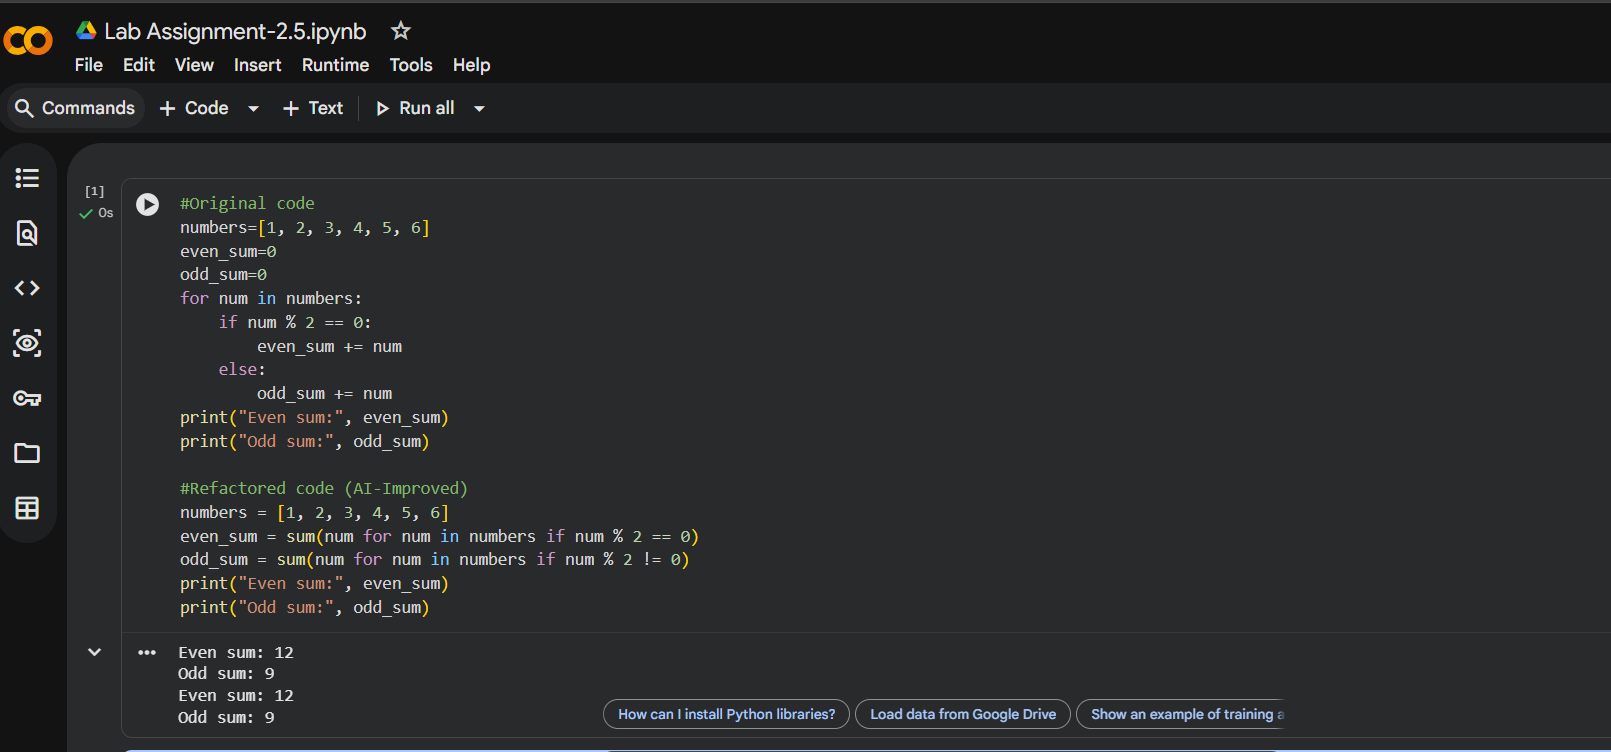 Lab Assignment-2.5.ipynb
File Edit View Insert Runtime Tools Help
Commands + Code + Text Run all
[1]
0s
#Original code
numbers=[1, 2, 3, 4, 5, 6]
even_sum=0
odd_sum=0
for num in numbers:
    if num % 2 == 0:
        even_sum += num
    else:
        odd_sum += num
print("Even sum:", even_sum)
print("Odd sum:", odd_sum)

#Refactored code (AI-Improved)
numbers = [1, 2, 3, 4, 5, 6]
even_sum = sum(num for num in numbers if num % 2 == 0)
odd_sum = sum(num for num in numbers if num % 2 != 0)
print("Even sum:", even_sum)
print("Odd sum:", odd_sum)
Even sum: 12
Odd sum: 9
Even sum: 12
Odd sum: 9
How can I install Python libraries? Load data from Google Drive Show an example of training a